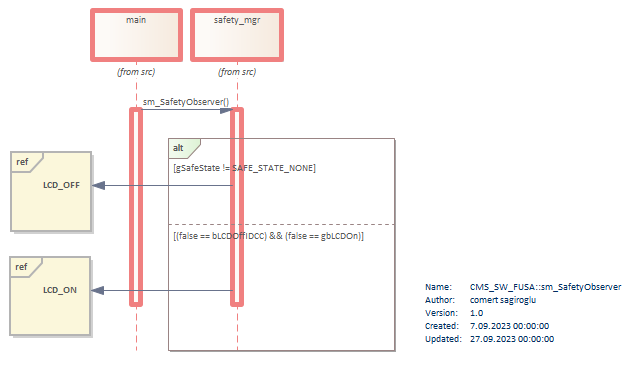 main
safety_mgr
(from src)
(from src)
sm_SafetyObserver()
alt
[gSafeState != SAFE_STATE_NONE]
ref
LCD_OFF
[(false == bLCDOffIDCC) && (false == gbLCDOn)]
ref
LCD_ON
Name: CMS_SW_FUSA::sm_SafetyObserver
Author: comert sagiroglu
Version: 1.0
Created: 7.09.2023 00:00:00
Updated: 27.09.2023 00:00:00